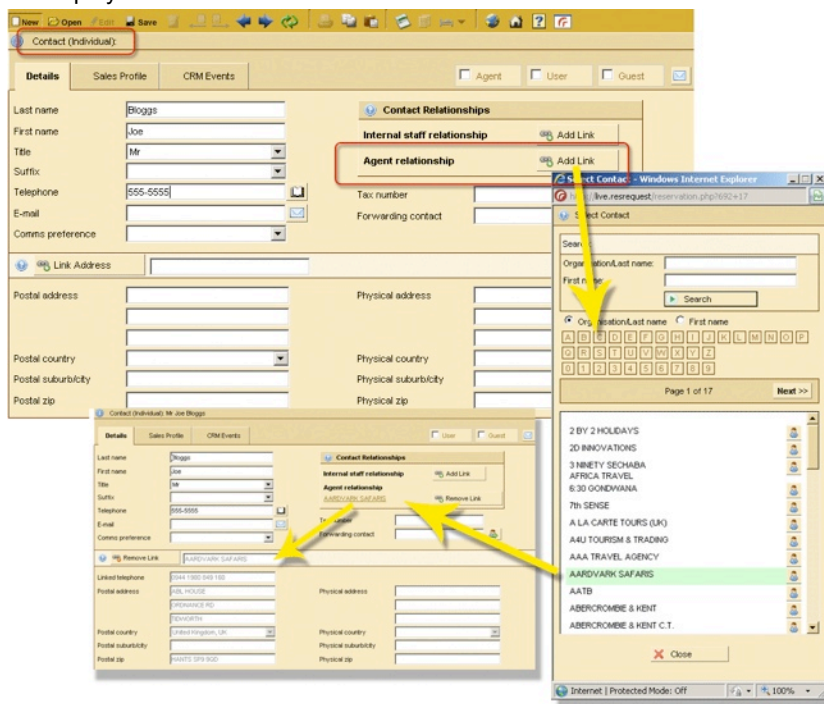 New Open Edit Save
Contact (Individual):
Details Sales Profile CRM Events Agent User Guest
Last name Bloggs
First name Joe
Title Mr
Suffix
Telephone 555-5555
E-mail
Comms preference
Contact Relationships
Internal staff relationship Add Link
Agent relationship Add Link
Tax number
Forwarding contact
Link Address
Postal address
Physical address
Postal country
Physical country
Postal suburb/city
Physical suburb/city
Postal zip
Physical zip
Select Contact - Windows Internet Explorer
live.resrequest/reservation.php?692+17
Select Contact
Organisation/Last name:
First name:
Search
Organisation/Last name First name
A B C D E F G H I J K L M N O P
Q R S T U V W X Y Z
0 1 2 3 4 5 6 7 8 9
Page 1 of 17 Next >>
2 BY 2 HOLIDAYS
2D INNOVATIONS
3 NINETY SECHABA
AFRICA TRAVEL
6:30 GONDWANA
7th SENSE
A LA CARTE TOURS (UK)
A4U TOURISM & TRADING
AAA TRAVEL AGENCY
AARDVARK SAFARIS
AATB
ABERCROMBIE & KENT
ABERCROMBIE & KENT C.T.
Close
Internet | Protected Mode: Off 100%
Contact (Individual): Mr Joe Bloggs
Details Sales Profile CRM Events User Guest
Last name Bloggs
First name Joe
Title Mr
Suffix
Telephone 555-5555
E-mail
Comms preference
Contact Relationships
Internal staff relationship Add Link
Agent relationship
AARDVARK SAFARIS Remove Link
Forwarding contact
Remove Link AARDVARK SAFARIS
Linked telephone
Postal address ABL HOUSE
ORDNANCE RD
TIDWORTH
Physical address
Postal country United Kingdom, UK
Physical country
Postal suburb/city
Physical suburb/city
Postal zip HANTS SP9 9QD
Physical zip